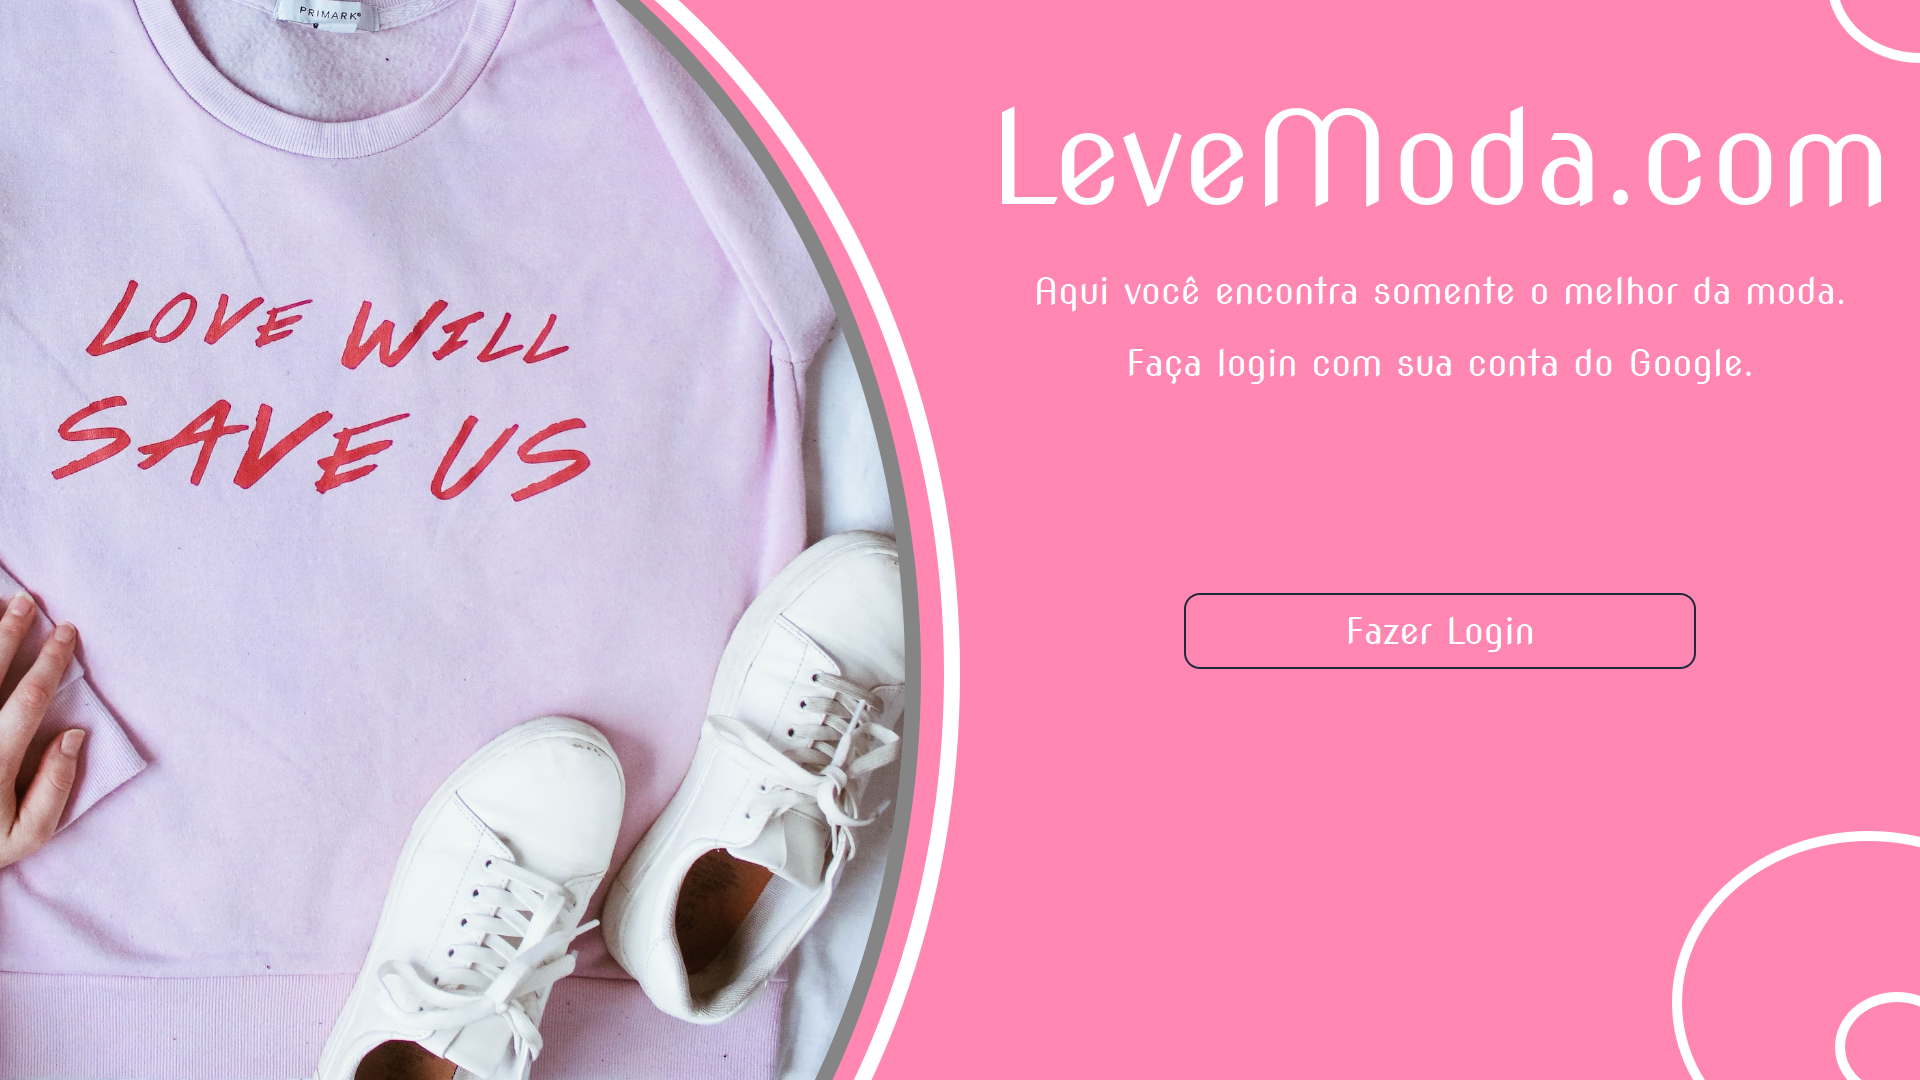 PRIMARK
LOVE WILL
SAVE US
LeveModa.com
Aqui você encontra somente o melhor da moda.
Faça login com sua conta do Google.
Fazer Login